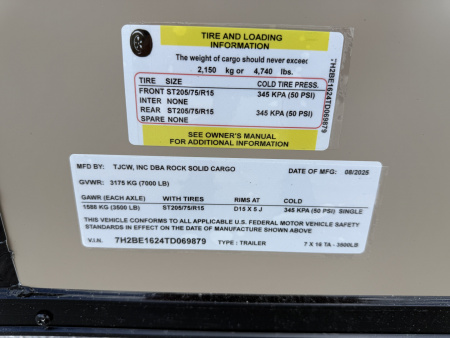 TIRE AND LOADING
INFORMATION
The weight of cargo should never exceed
2,150 kg or 4,740 lbs.
TIRE SIZE COLD TIRE PRESS.
FRONT ST205/75/R15 345 KPA (50 PSI)
INTER NONE
REAR ST205/75/R15 345 KPA (50 PSI)
SPARE NONE
SEE OWNER'S MANUAL
FOR ADDITIONAL INFORMATION
7H2BE1624TD069879
MFG BY: TJCW, INC DBA ROCK SOLID CARGO DATE OF MFG: 08/2025
GVWR: 3175 KG (7000 LB)
GAWR (EACH AXLE) WITH TIRES RIMS AT COLD
1588 KG (3500 LB) ST205/75/R15 D15 X 5 J 345 KPA (50 PSI) SINGLE
THIS VEHICLE CONFORMS TO ALL APPLICABLE U.S. FEDERAL MOTOR VEHICLE SAFETY
STANDARDS IN EFFECT ON THE DATE OF MANUFACTURE SHOWN ABOVE
V.I.N. 7H2BE1624TD069879 TYPE : TRAILER 7 X 16 TA - 3500LB